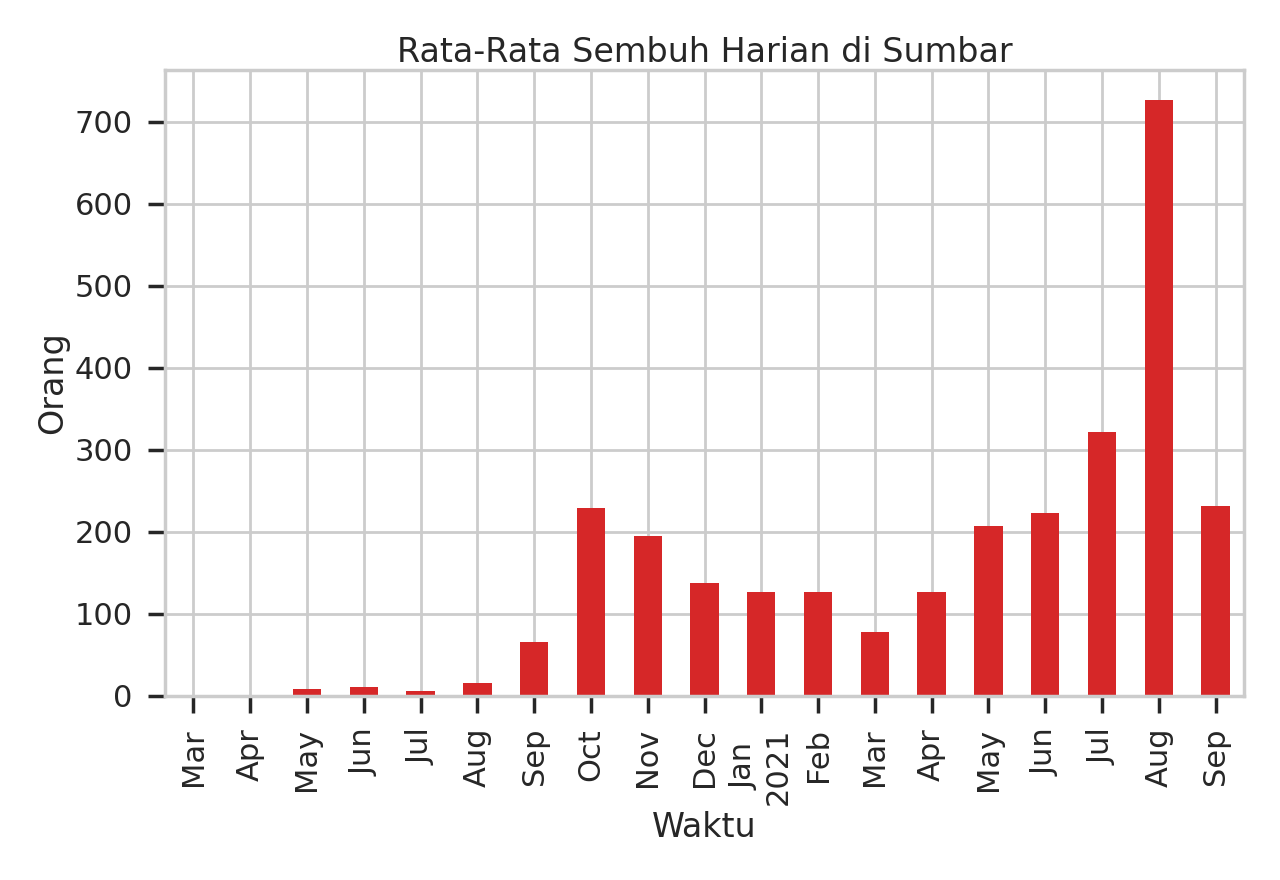 Rata-Rata Sembuh Harian di Sumbar
700
600
500
400
300
200
100
0
Orang
Mar
Apr
May
Jun
Jul
Aug
Sep
Oct
Nov
Dec
Jan
2021
Feb
Mar
Apr
May
Jun
Jul
Aug
Sep
Waktu